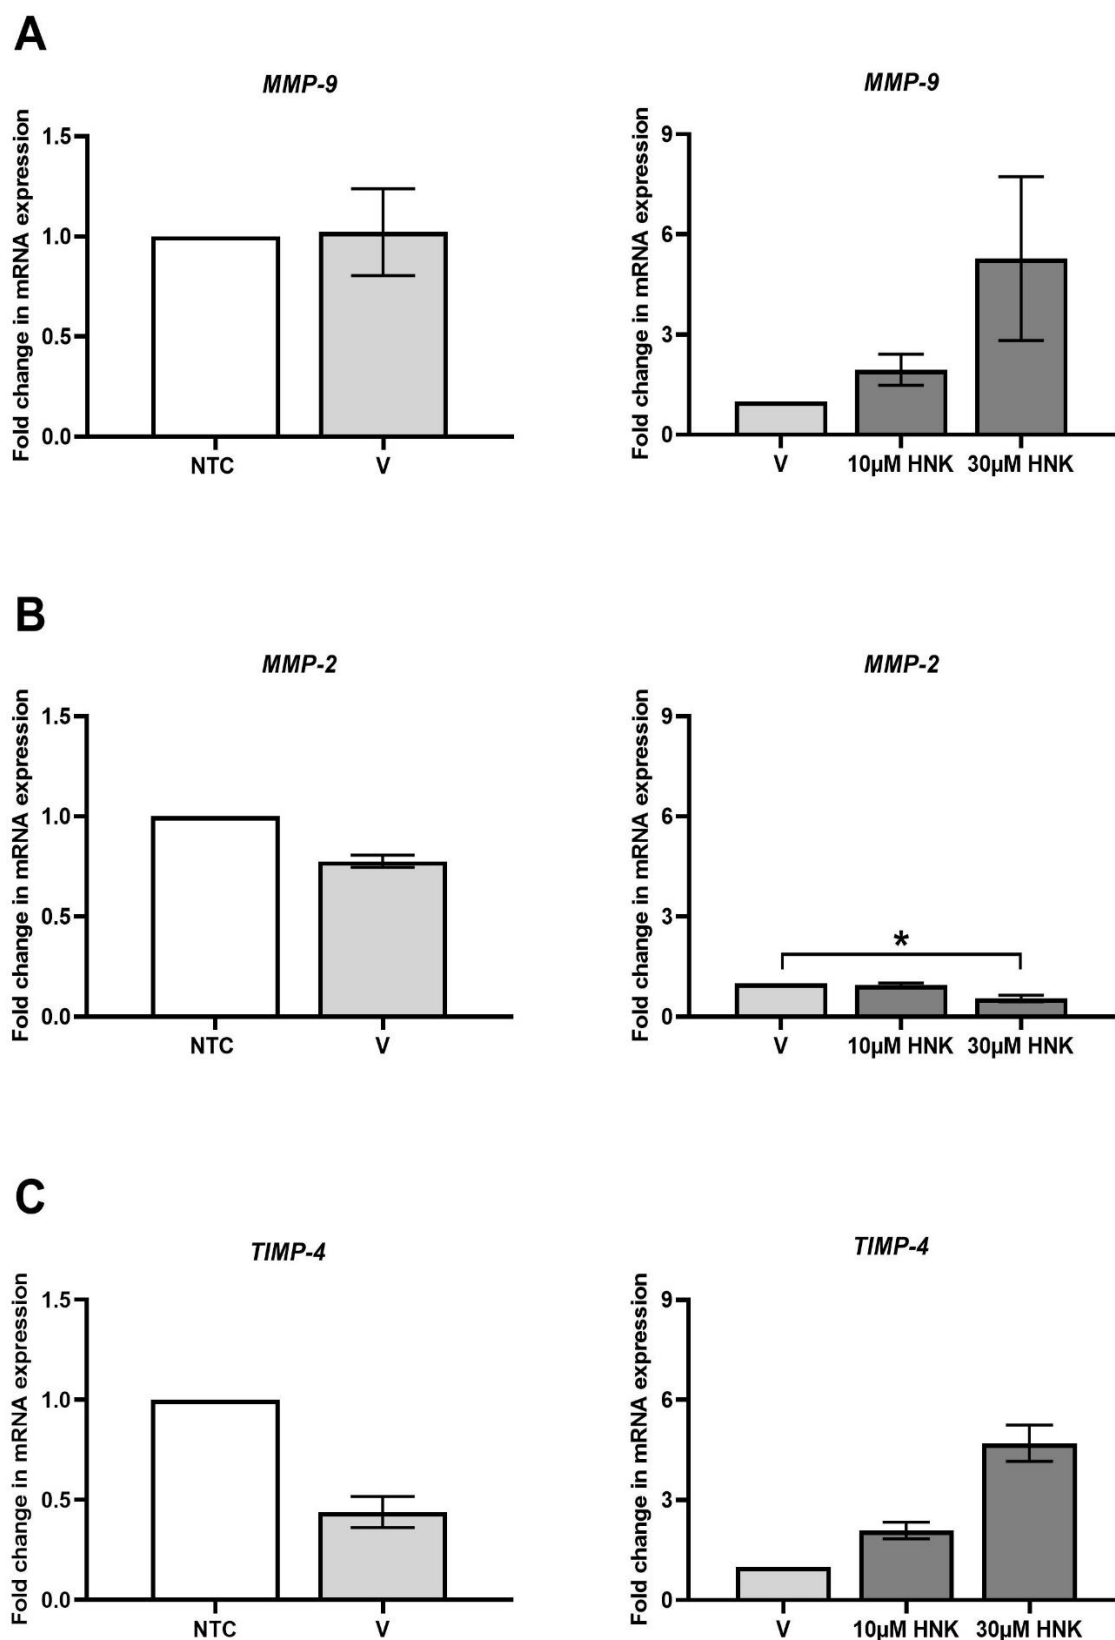 A
MMP-9
Fold change in mRNA expression
1.5
1.0
0.5
0.0
NTC V
MMP-9
Fold change in mRNA expression
9
6
3
0
V 10µM HNK 30µM HNK
B
MMP-2
Fold change in mRNA expression
1.5
1.0
0.5
0.0
NTC V
MMP-2
Fold change in mRNA expression
9
6
3
0
*
V 10µM HNK 30µM HNK
C
TIMP-4
Fold change in mRNA expression
1.5
1.0
0.5
0.0
NTC V
TIMP-4
Fold change in mRNA expression
9
6
3
0
V 10µM HNK 30µM HNK